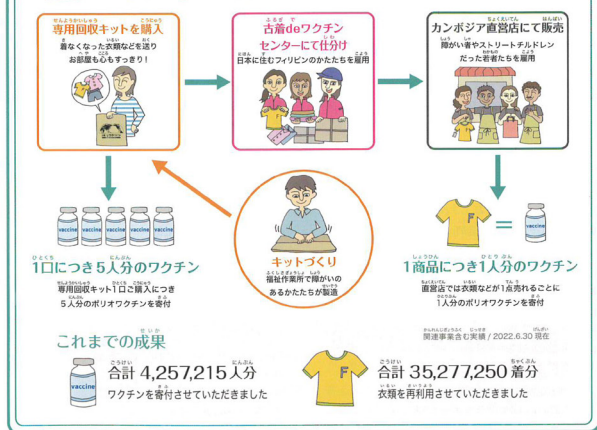 専用回収キットを購入
着なくなった衣類などを送り
お部屋も心もすっきり！
古着deワクチン
センターにて仕分け
日本に住むフィリピンのかたたちを雇用
カンボジア直営店にて販売
障がい者やストリートチルドレン
だった若者たちを雇用
vaccine vaccine vaccine vaccine vaccine
1口につき5人分のワクチン
専用回収キット1口ご購入につき
5人分のポリオワクチンを寄付
キットづくり
福祉作業所で障がいの
あるかたたちが製造
F = vaccine
1商品につき1人分のワクチン
直営店では衣類などが1点売れるごとに
1人分のポリオワクチンを寄付
これまでの成果
関連事業含む実績 / 2022.6.30 現在
vaccine
合計 4,257,215 人分
ワクチンを寄付させていただきました
F
合計 35,277,250 着分
衣類を再利用させていただきました